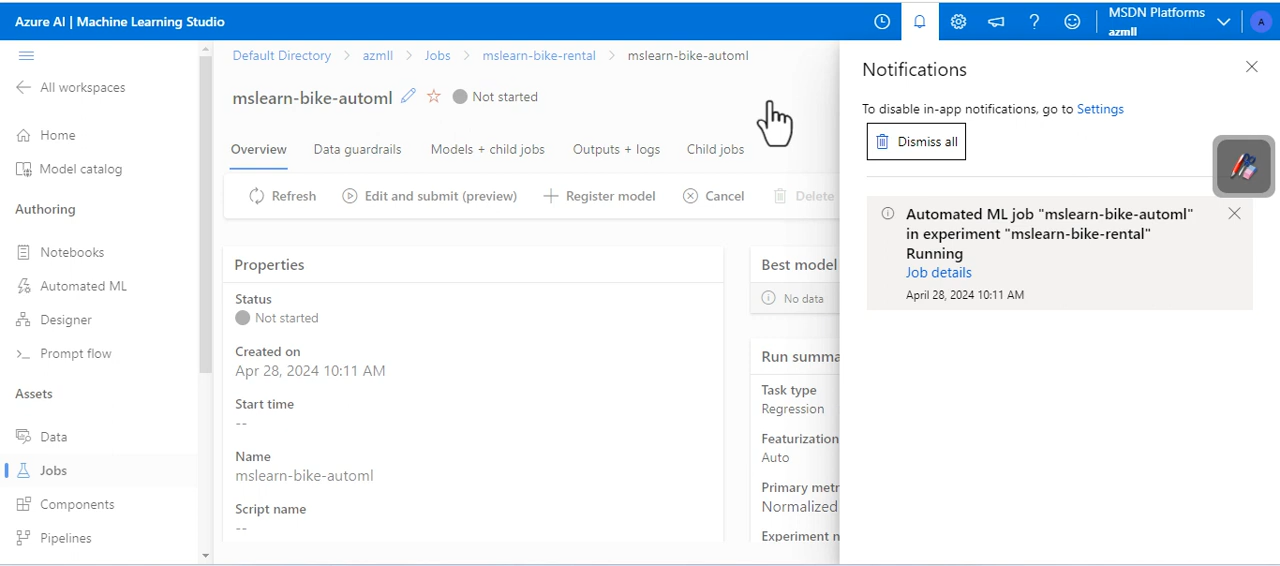 Azure AI | Machine Learning Studio
MSDN Platforms
azmll
A
All workspaces
Home
Model catalog
Authoring
Notebooks
Automated ML
Designer
Prompt flow
Assets
Data
Jobs
Components
Pipelines
Default Directory > azmll > Jobs > mslearn-bike-rental > mslearn-bike-automl
mslearn-bike-automl Not started
Overview Data guardrails Models + child jobs Outputs + logs Child jobs
Refresh Edit and submit (preview) Register model Cancel Delete
Properties
Status
Not started
Created on
Apr 28, 2024 10:11 AM
Start time
--
Name
mslearn-bike-automl
Script name
--
Best model
No data
Run summa
Task type
Regression
Featurization
Auto
Primary metr
Normalized
Experiment n
Notifications
To disable in-app notifications, go to Settings
Dismiss all
Automated ML job "mslearn-bike-automl"
in experiment "mslearn-bike-rental"
Running
Job details
April 28, 2024 10:11 AM